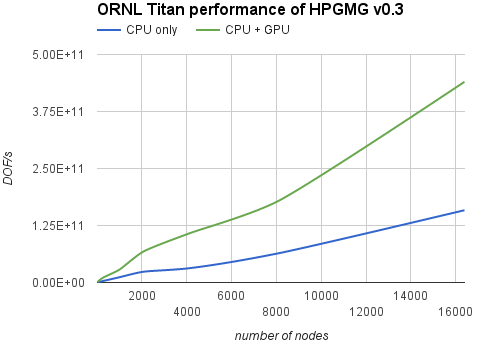 ORNL Titan performance of HPGMG v0.3
CPU only CPU + GPU
5.00E+11
3.75E+11
2.50E+11
1.25E+11
0.00E+00
DOF/s
2000 6000 10000 14000
4000 8000 12000 16000
number of nodes